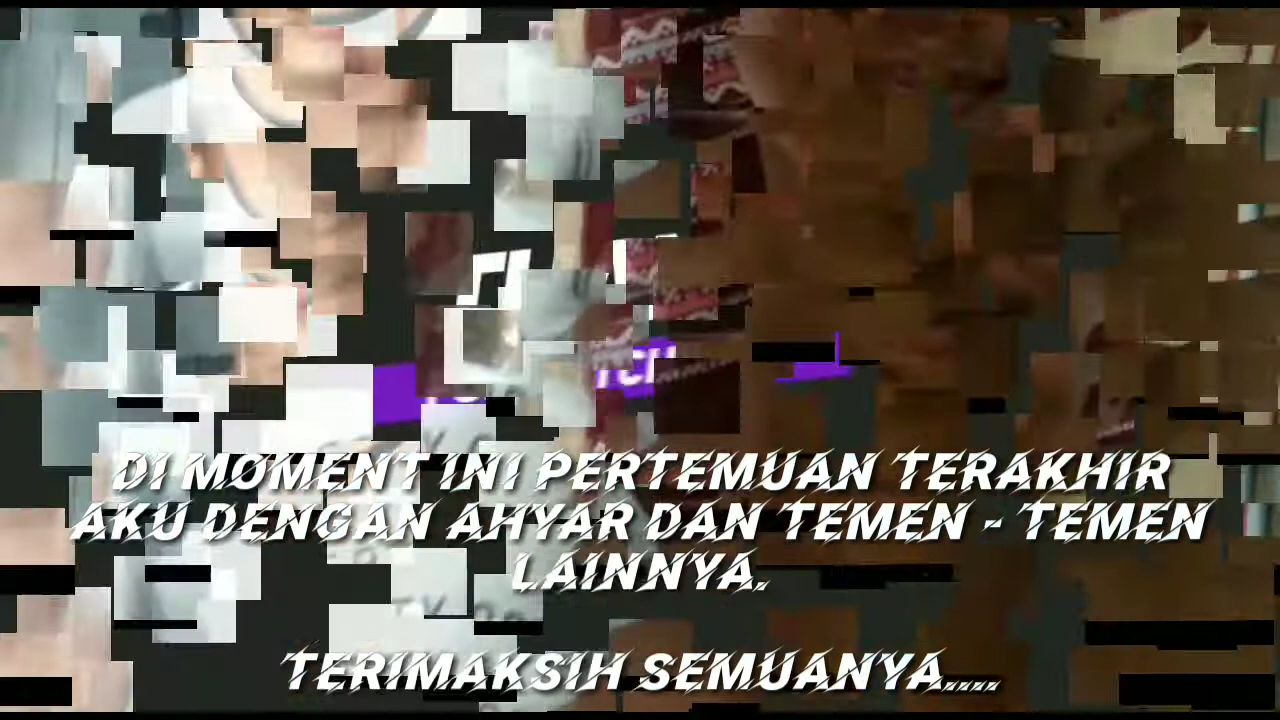 DI MOMENT INI PERTEMUAN TERAKHIR
AKU DENGAN AHYAR DAN TEMEN - TEMEN
LAINNYA.
TERIMAKSIH SEMUANYA....